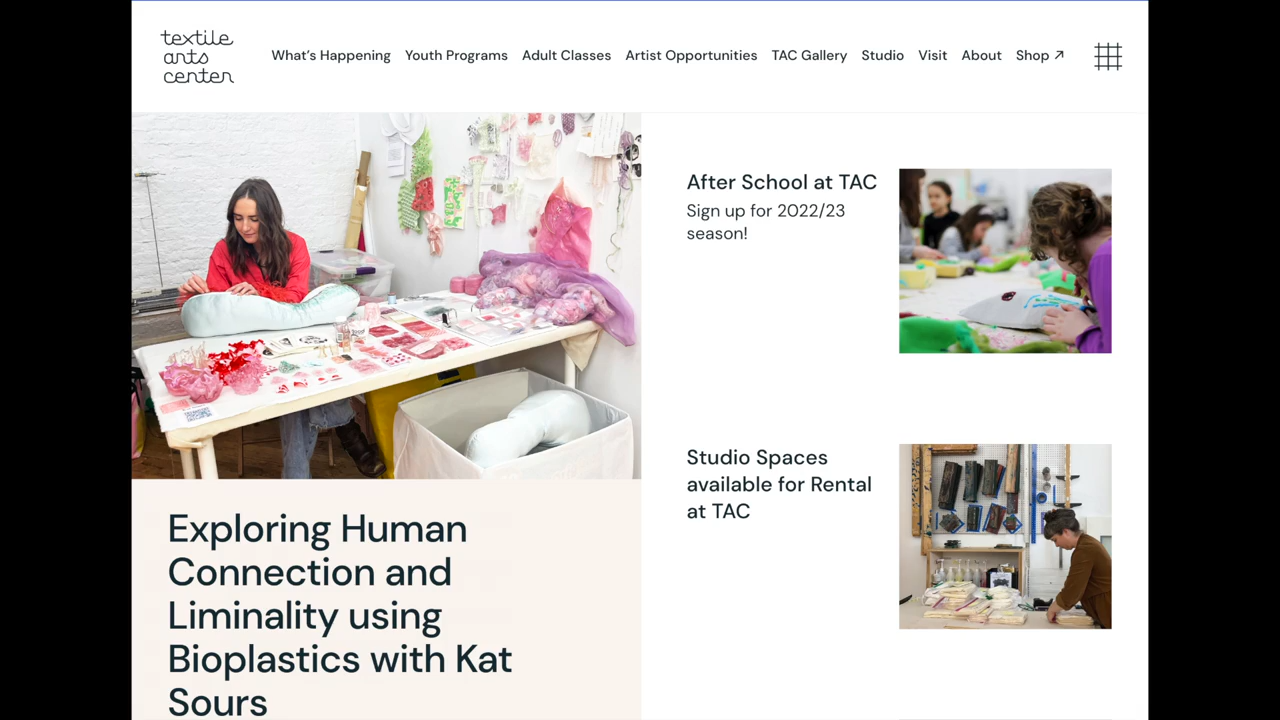 textile
arts
center
What’s Happening Youth Programs Adult Classes Artist Opportunities TAC Gallery Studio Visit About Shop ↗
Exploring Human
Connection and
Liminality using
Bioplastics with Kat
Sours
After School at TAC
Sign up for 2022/23
season!
Studio Spaces
available for Rental
at TAC